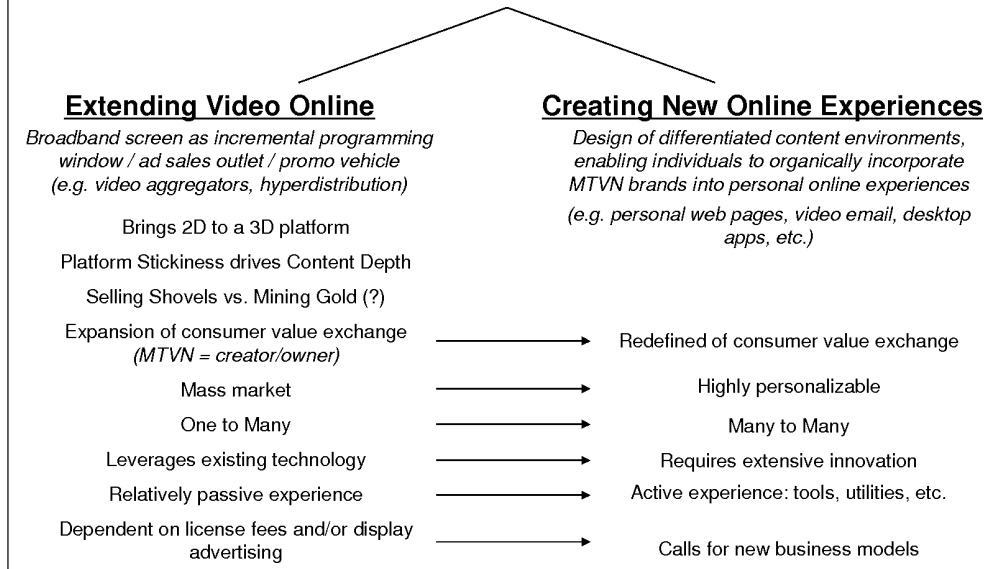 Extending Video Online
Broadband screen as incremental programming
window / ad sales outlet / promo vehicle
(e.g. video aggregators, hyperdistribution)
Brings 2D to a 3D platform
Platform Stickiness drives Content Depth
Selling Shovels vs. Mining Gold (?)
Expansion of consumer value exchange
(MTVN = creator/owner)
Mass market
One to Many
Leverages existing technology
Relatively passive experience
Dependent on license fees and/or display
advertising
Creating New Online Experiences
Design of differentiated content environments,
enabling individuals to organically incorporate
MTVN brands into personal online experiences
(e.g. personal web pages, video email, desktop
apps, etc.)
Redefined of consumer value exchange
Highly personalizable
Many to Many
Requires extensive innovation
Active experience: tools, utilities, etc.
Calls for new business models